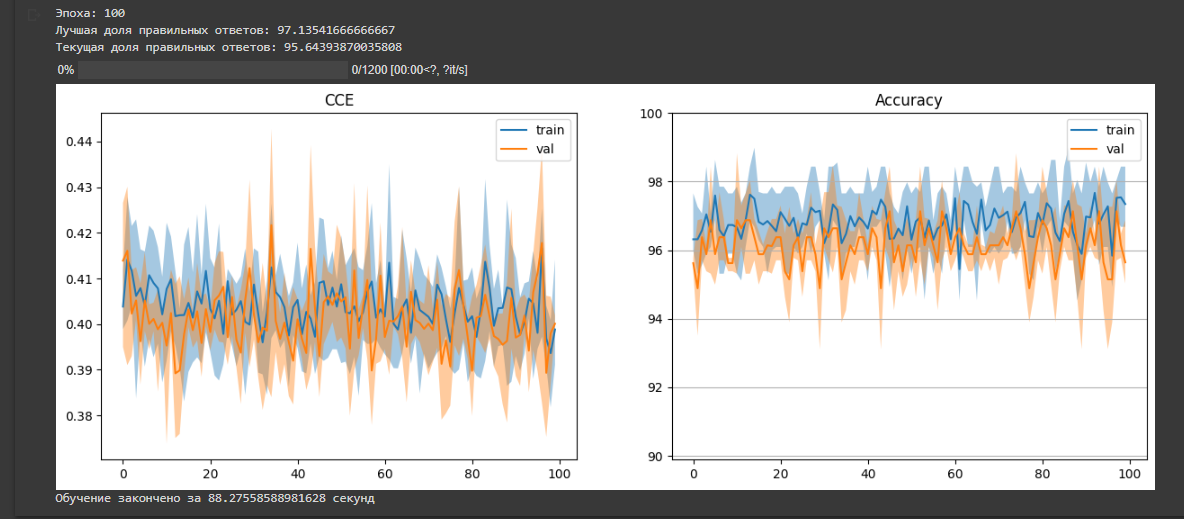 Эпоха: 100
Лучшая доля правильных ответов: 97.13541666666667
Текущая доля правильных ответов: 95.64393870035808
0% 0/1200 [00:00<?, ?it/s]
CCE
train
val
0.44
0.43
0.42
0.41
0.40
0.39
0.38
0 20 40 60 80 100
Accuracy
train
val
100
98
96
94
92
90
0 20 40 60 80 100
Обучение закончено за 88.27558588981628 секунд